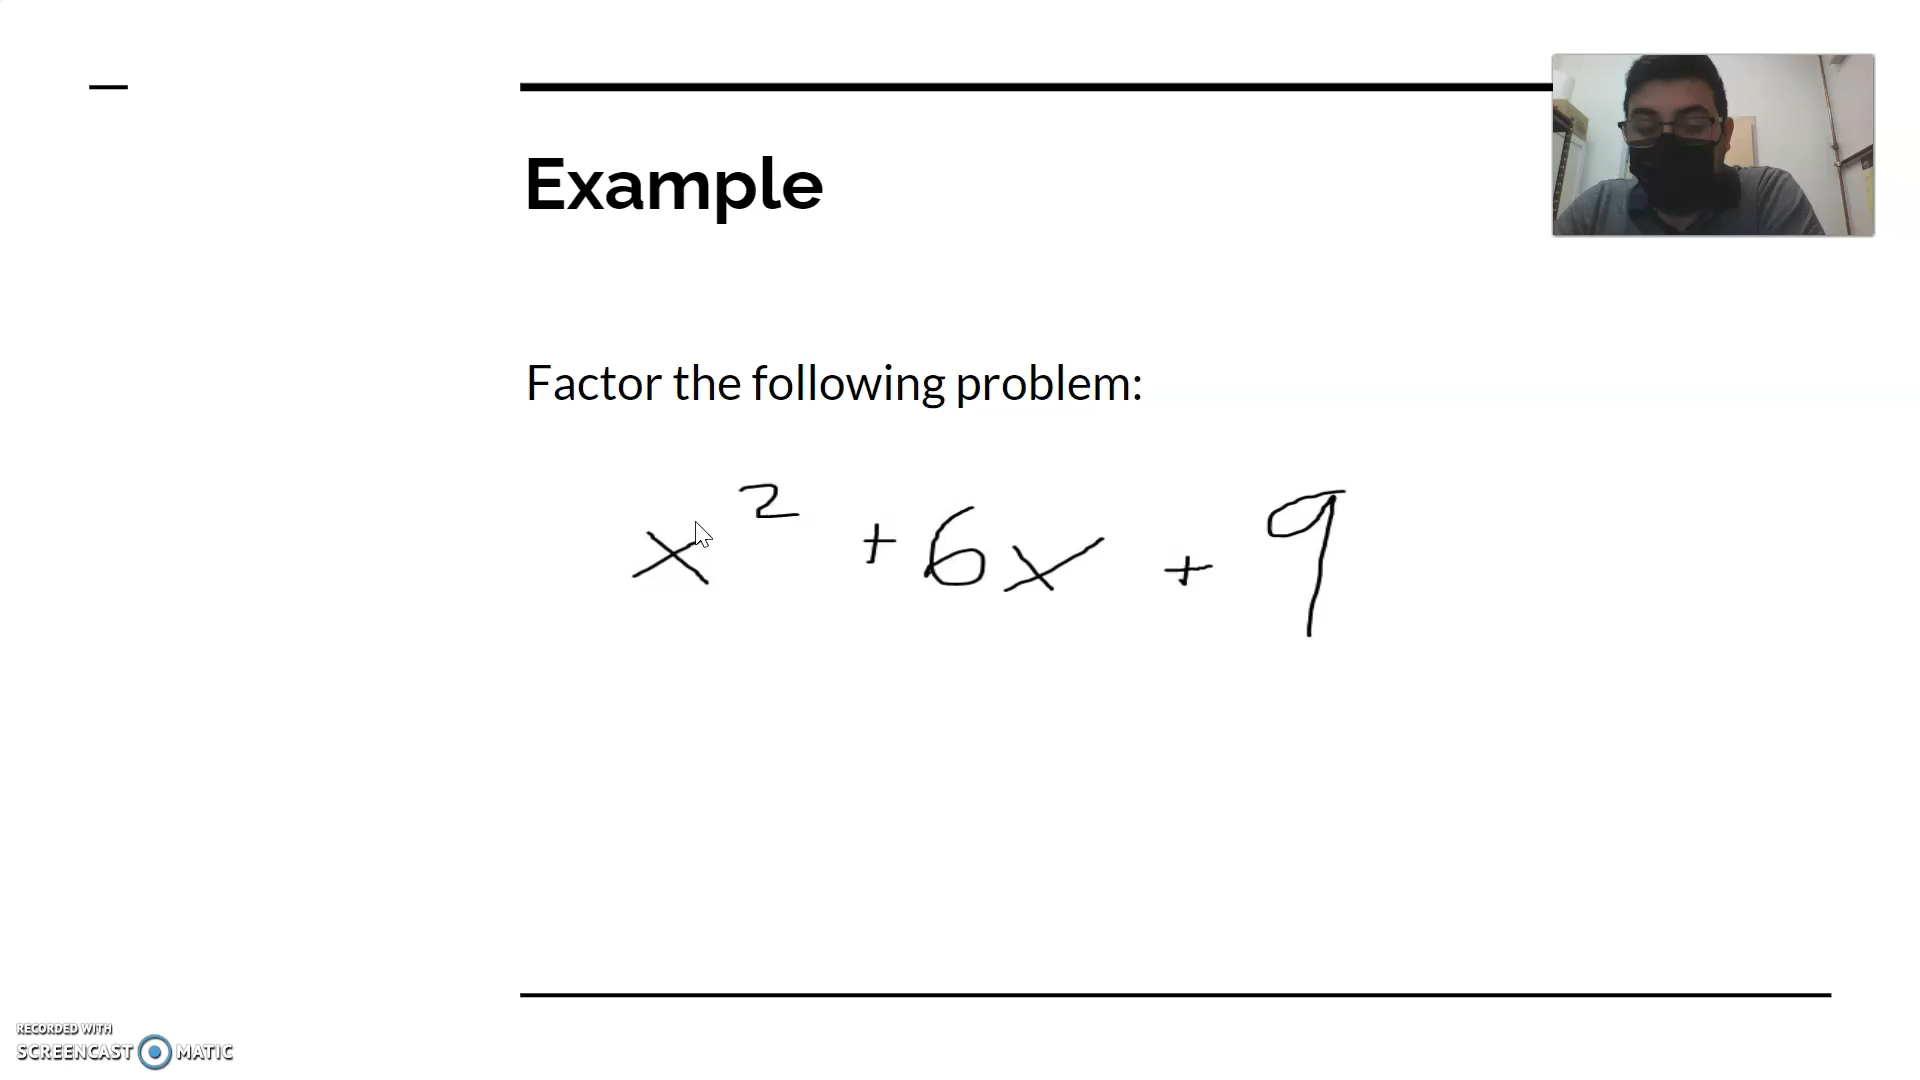 Example
Factor the following problem:
x² + 6x + 9
RECORDED WITH
SCREENCAST MATIC